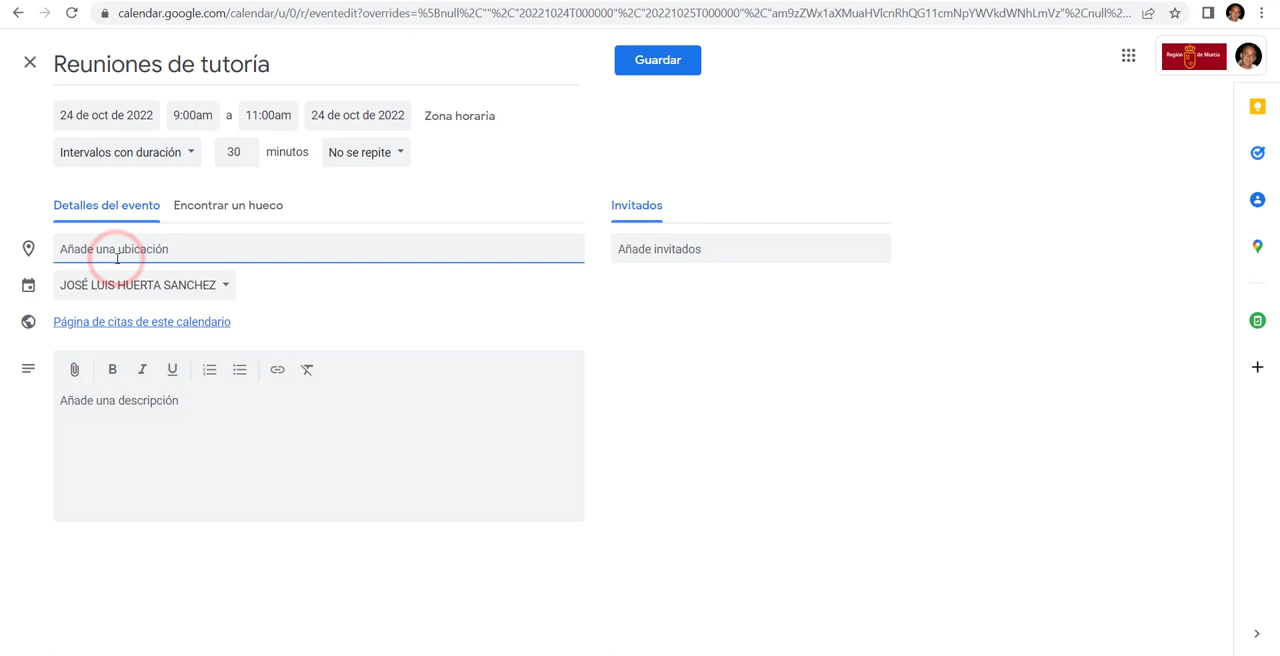 calendar.google.com/calendar/u/0/r/eventedit?overrides=%5Bnull%2C""%2C"20221024T000000"%2C"20221025T000000"%2C"am9zZWx1aXMuaHVlcnRhQG11cmNpYWVkdWNhLmVz"%2Cnull%2...
Reuniones de tutoría
Guardar
Región de Murcia
24 de oct de 2022 9:00am a 11:00am 24 de oct de 2022 Zona horaria
Intervalos con duración 30 minutos No se repite
Detalles del evento Encontrar un hueco Invitados
Añade una ubicación Añade invitados
JOSÉ LUIS HUERTA SANCHEZ
Página de citas de este calendario
B I U
Añade una descripción